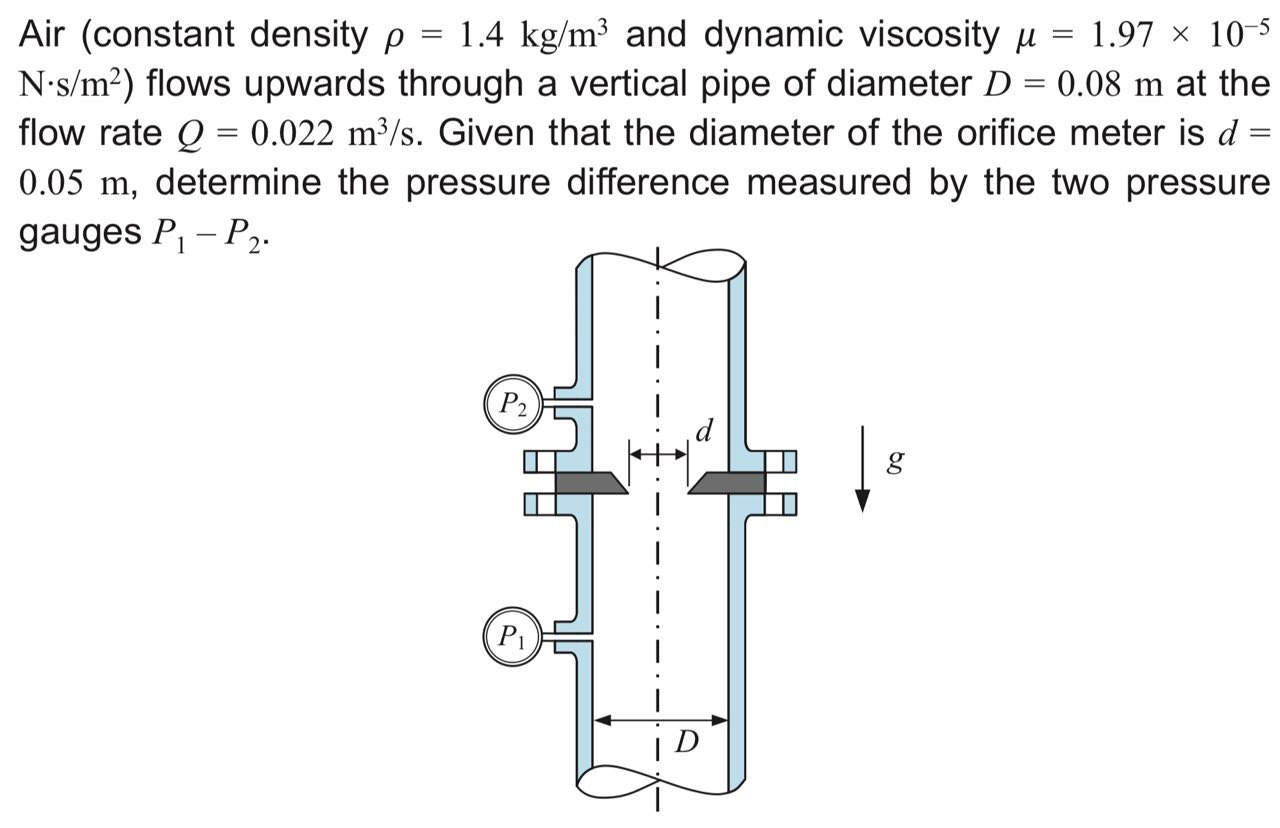 Air (constant density ρ = 1.4 kg/m³ and dynamic viscosity μ = 1.97 × 10⁻⁵
N·s/m²) flows upwards through a vertical pipe of diameter D = 0.08 m at the
flow rate Q = 0.022 m³/s. Given that the diameter of the orifice meter is d =
0.05 m, determine the pressure difference measured by the two pressure
gauges P₁ – P₂.
P₂
d
g
P₁
D